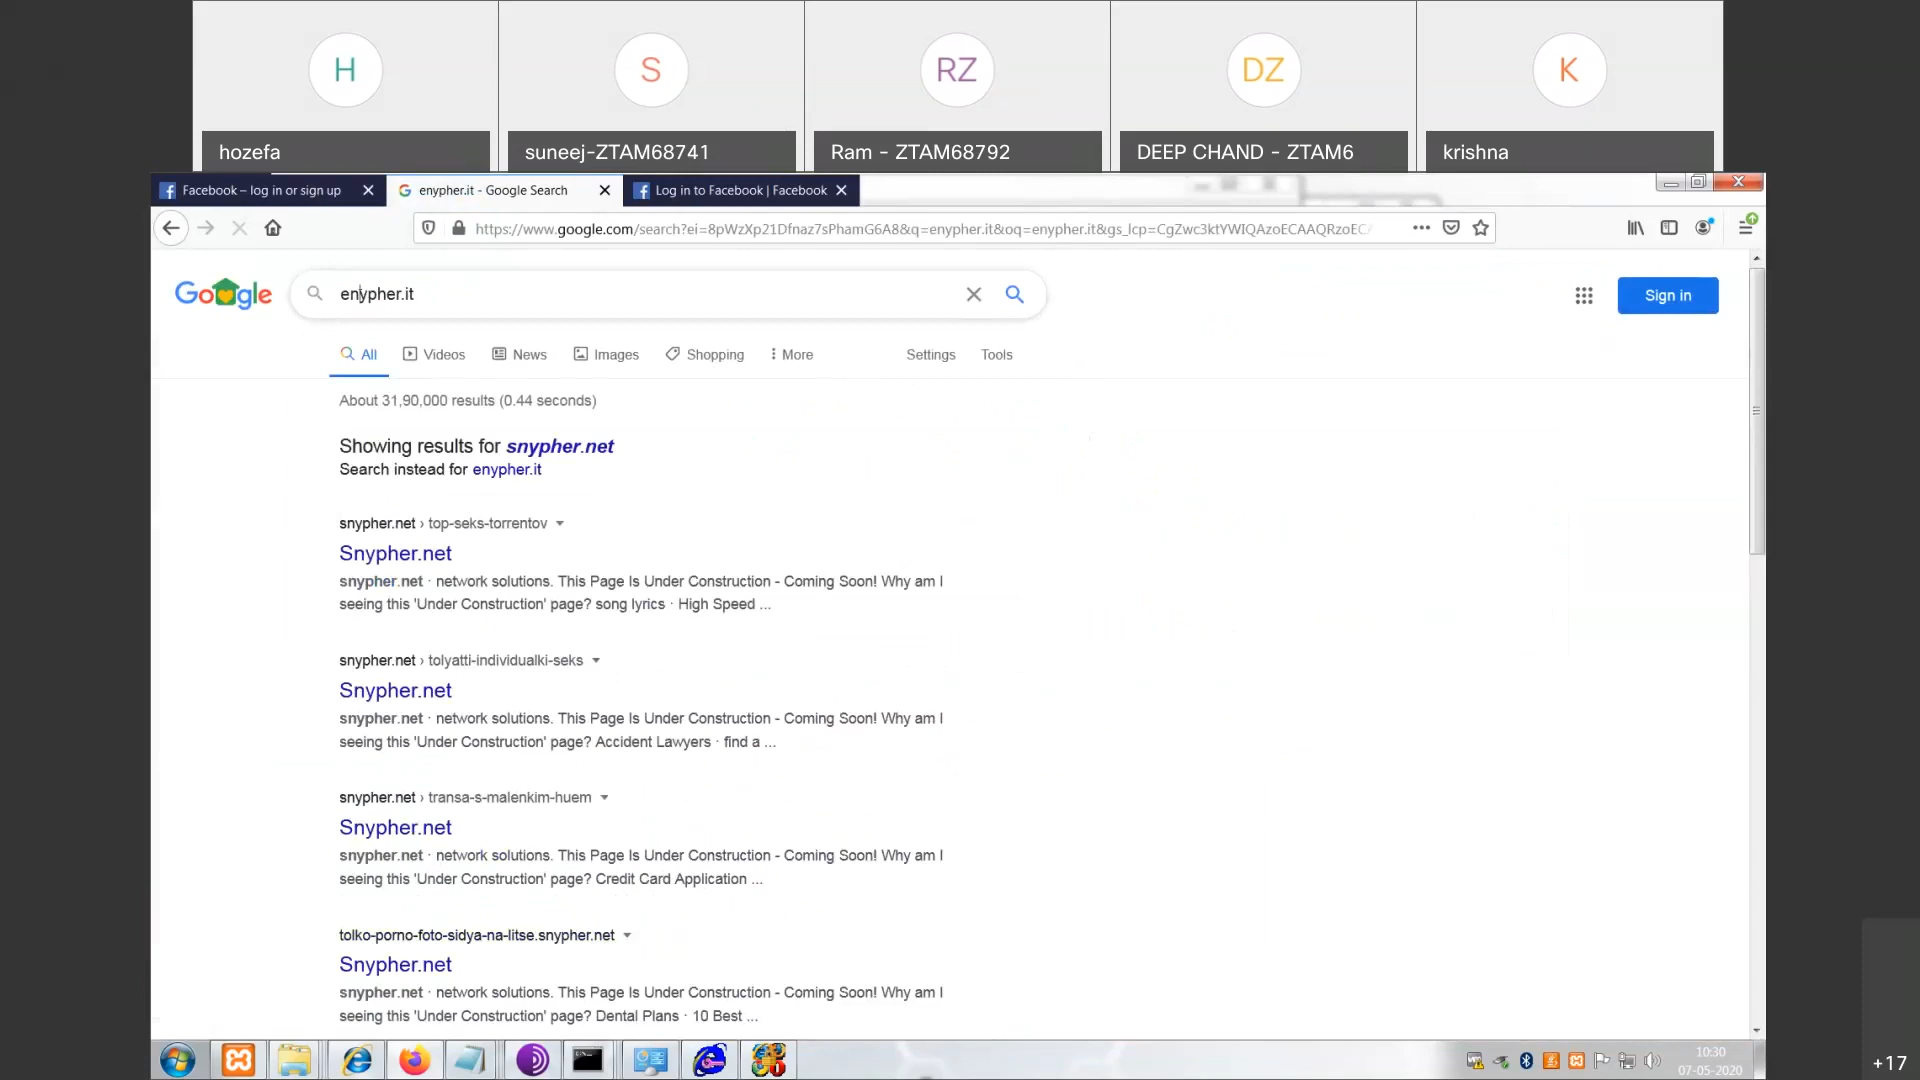 H
S
RZ
DZ
K
hozefa
suneej-ZTAM68741
Ram - ZTAM68792
DEEP CHAND - ZTAM6
krishna
Facebook – log in or sign up
enypher.it - Google Search
Log in to Facebook | Facebook
https://www.google.com/search?ei=8pWzXp21Dfnaz7sPhamG6A8&q=enypher.it&oq=enypher.it&gs_lcp=CgZwc3ktYWIQAzoECAAQRzoEC
Google
enypher.it
Sign in
All
Videos
News
Images
Shopping
More
Settings
Tools
About 31,90,000 results (0.44 seconds)
Showing results for snypher.net
Search instead for enypher.it
snypher.net › top-seks-torrentov
Snypher.net
snypher.net · network solutions. This Page Is Under Construction - Coming Soon! Why am I
seeing this 'Under Construction' page? song lyrics · High Speed ...
snypher.net › tolyatti-individualki-seks
Snypher.net
snypher.net · network solutions. This Page Is Under Construction - Coming Soon! Why am I
seeing this 'Under Construction' page? Accident Lawyers · find a ...
snypher.net › transa-s-malenkim-huem
Snypher.net
snypher.net · network solutions. This Page Is Under Construction - Coming Soon! Why am I
seeing this 'Under Construction' page? Credit Card Application ...
tolko-porno-foto-sidya-na-litse.snypher.net
Snypher.net
snypher.net · network solutions. This Page Is Under Construction - Coming Soon! Why am I
seeing this 'Under Construction' page? Dental Plans · 10 Best ...
10:30
07-05-2020
+17